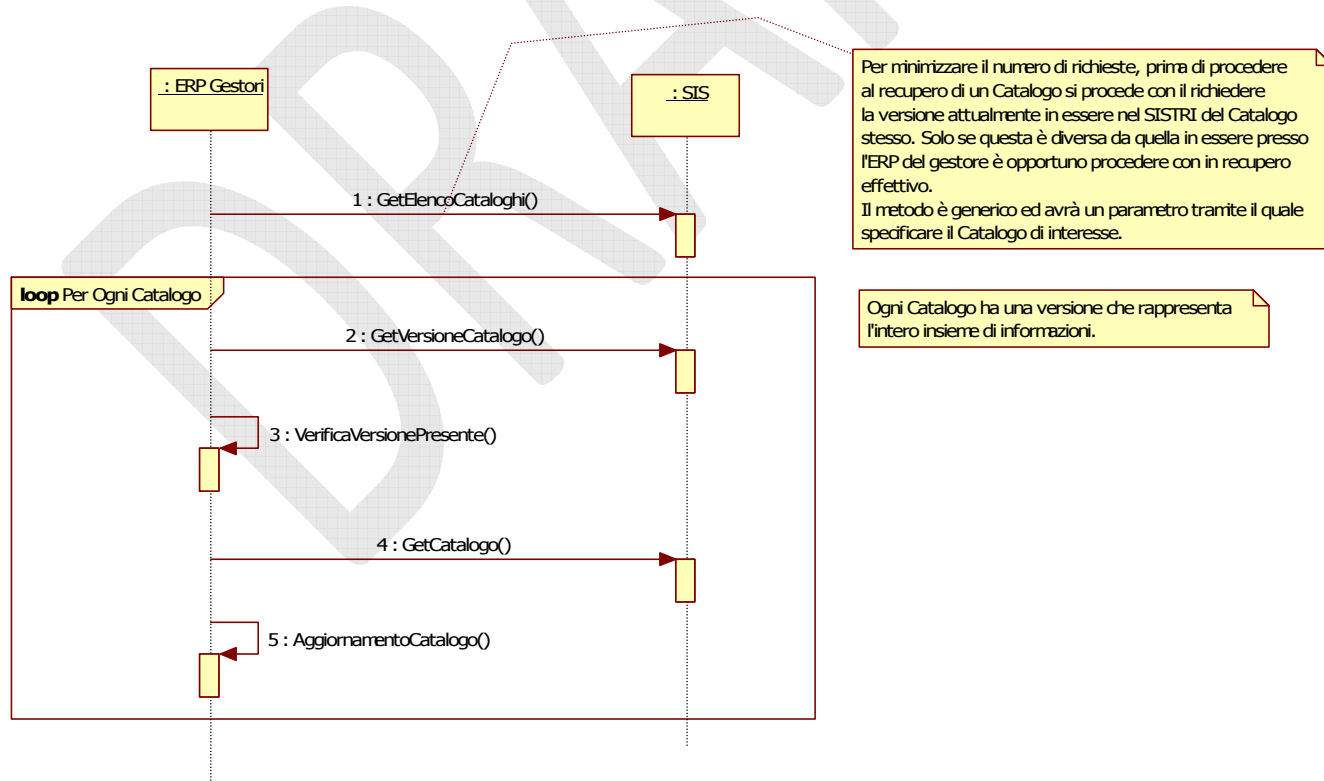 : ERP Gestori
: SIS
Per minimizzare il numero di richieste, prima di procedere
al recupero di un Catalogo si procede con il richiedere
la versione attualmente in essere nel SISTRI del Catalogo
stesso. Solo se questa è diversa da quella in essere presso
l'ERP del gestore è opportuno procedere con in recupero
effettivo.
Il metodo è generico ed avrà un parametro tramite il quale
specificare il Catalogo di interesse.
1 : GetElencoCataloghi()
loop Per Ogni Catalogo
Ogni Catalogo ha una versione che rappresenta
l'intero insieme di informazioni.
2 : GetVersioneCatalogo()
3 : VerificaVersionePresente()
4 : GetCatalogo()
5 : AggiornamentoCatalogo()